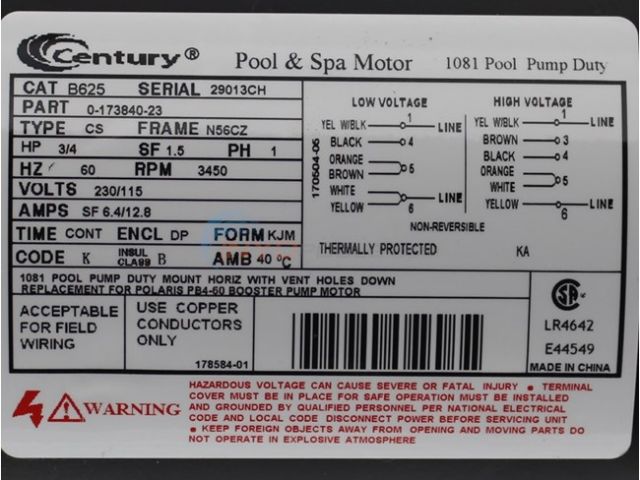 Century® Pool & Spa Motor 1081 Pool Pump Duty
CAT B625 SERIAL 29013CH
PART 0-173840-23
TYPE CS FRAME N56CZ
HP 3/4 SF 1.5 PH 1
HZ 60 RPM 3450
VOLTS 230/115
AMPS SF 6.4/12.8
TIME CONT ENCL DP FORM KJM
CODE K INSUL CLASS B AMB 40 °C
170604-06
LOW VOLTAGE
YEL W/BLK 1 LINE
BLACK 4
ORANGE
BROWN 5
WHITE
YELLOW 6 LINE
HIGH VOLTAGE
YEL W/BLK 1 LINE
BROWN 3
BLACK 4
ORANGE
WHITE 5
YELLOW 6 LINE
NON-REVERSIBLE
THERMALLY PROTECTED KA
1081 POOL PUMP DUTY MOUNT HORIZ WITH VENT HOLES DOWN
REPLACEMENT FOR POLARIS PB4-60 BOOSTER PUMP MOTOR
ACCEPTABLE
FOR FIELD
WIRING
USE COPPER
CONDUCTORS
ONLY
178584-01
LR4642
E44549
MADE IN CHINA
WARNING
HAZARDOUS VOLTAGE CAN CAUSE SEVERE OR FATAL INJURY • TERMINAL
COVER MUST BE IN PLACE FOR SAFE OPERATION MUST BE INSTALLED
AND GROUNDED BY QUALIFIED PERSONNEL PER NATIONAL ELECTRICAL
CODE AND LOCAL CODE DISCONNECT POWER BEFORE SERVICING UNIT
• KEEP FOREIGN OBJECTS AWAY FROM OPENING AND MOVING PARTS DO
NOT OPERATE IN EXPLOSIVE ATMOSPHERE